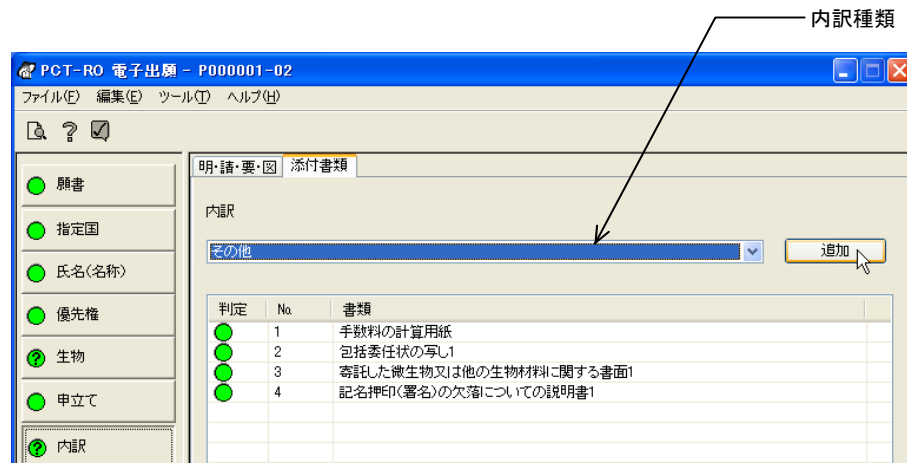 内訳種類
PCT-RO 電子出願 - P000001-02
ファイル(F) 編集(E) ツール(T) ヘルプ(H)
明・請・要・図 添付書類
願書
指定国
氏名(名称)
優先権
生物
申立て
内訳
内訳
その他 追加
判定 No. 書類
1 手数料の計算用紙
2 包括委任状の写し1
3 寄託した微生物又は他の生物材料に関する書面1
4 記名押印(署名)の欠落についての説明書1